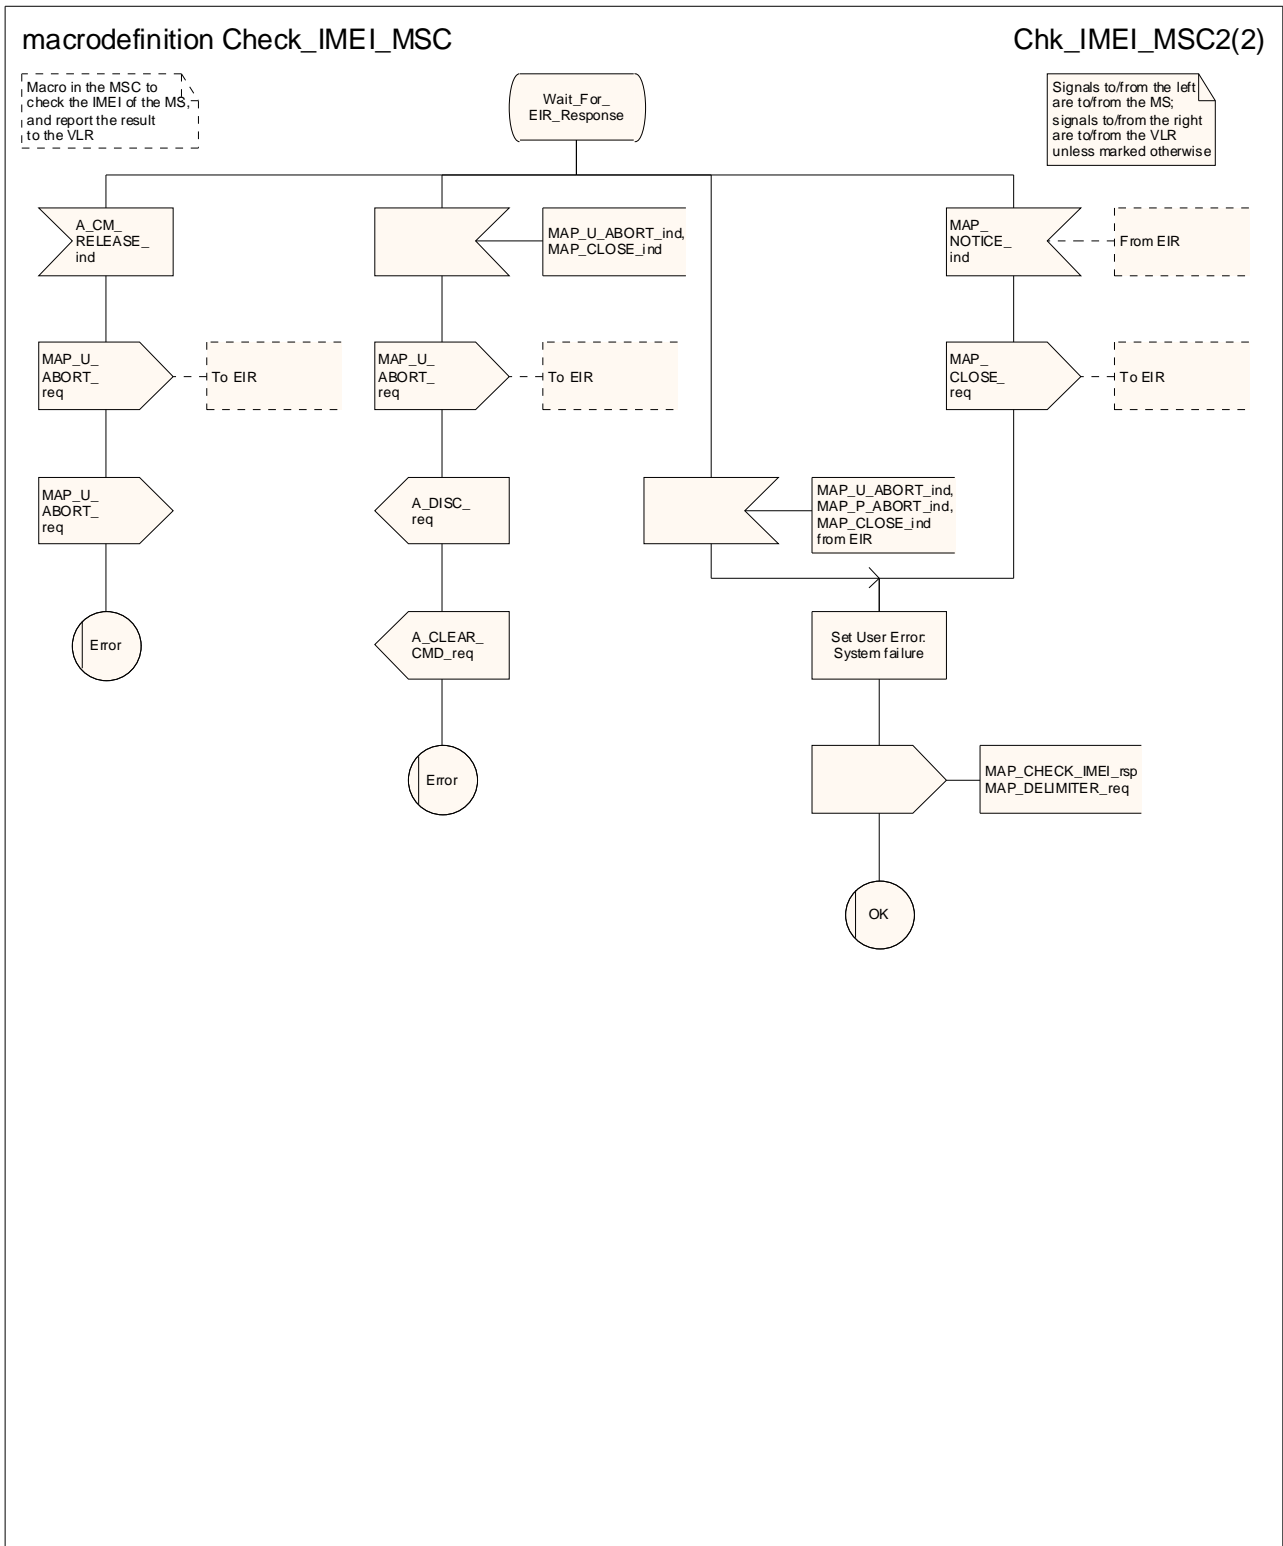 macrodefinition Check_IMEI_MSC
Chk_IMEI_MSC2(2)
Macro in the MSC to
check the IMEI of the MS,
and report the result
to the VLR
Wait_For_
EIR_Response
Signals to/from the left
are to/from the MS;
signals to/from the right
are to/from the VLR
unless marked otherwise
A_CM_
RELEASE_
ind
MAP_U_ABORT_ind,
MAP_CLOSE_ind
MAP_
NOTICE_
ind
From EIR
MAP_U_
ABORT_
req
To EIR
MAP_U_
ABORT_
req
To EIR
MAP_
CLOSE_
req
To EIR
MAP_U_
ABORT_
req
A_DISC_
req
MAP_U_ABORT_ind,
MAP_P_ABORT_ind,
MAP_CLOSE_ind
from EIR
Error
A_CLEAR_
CMD_req
Set User Error:
System failure
Error
MAP_CHECK_IMEI_rsp
MAP_DELIMITER_req
OK